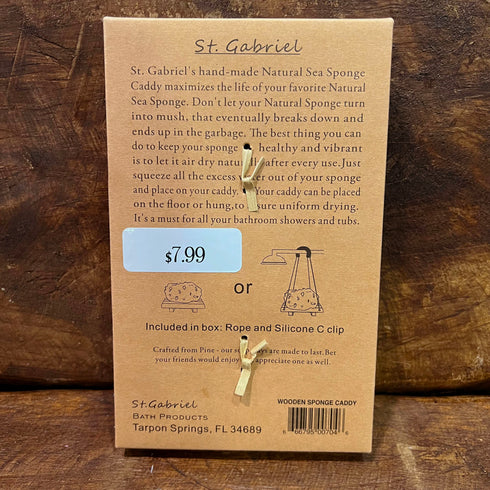 St. Gabriel
St. Gabriel's hand-made Natural Sea Sponge
Caddy maximizes the life of your favorite Natural
Sea Sponge. Don't let your Natural Sponge turn
into mush, that eventually breaks down and
ends up in the garbage. The best thing you can
do to keep your sponge healthy and vibrant
is to let it air dry naturally after every use. Just
squeeze all the excess water out of your sponge
and place on your caddy. Your caddy can be placed
on the floor or hung, to ensure uniform drying.
It's a must for all your bathroom showers and tubs.
$7.99
or
Included in box: Rope and Silicone C clip
Crafted from Pine - our are made to last. Bet
your friends would enjoy appreciate one as well.
St. Gabriel
BATH PRODUCTS
Tarpon Springs, FL 34689
WOODEN SPONGE CADDY
6 66795 00704 6